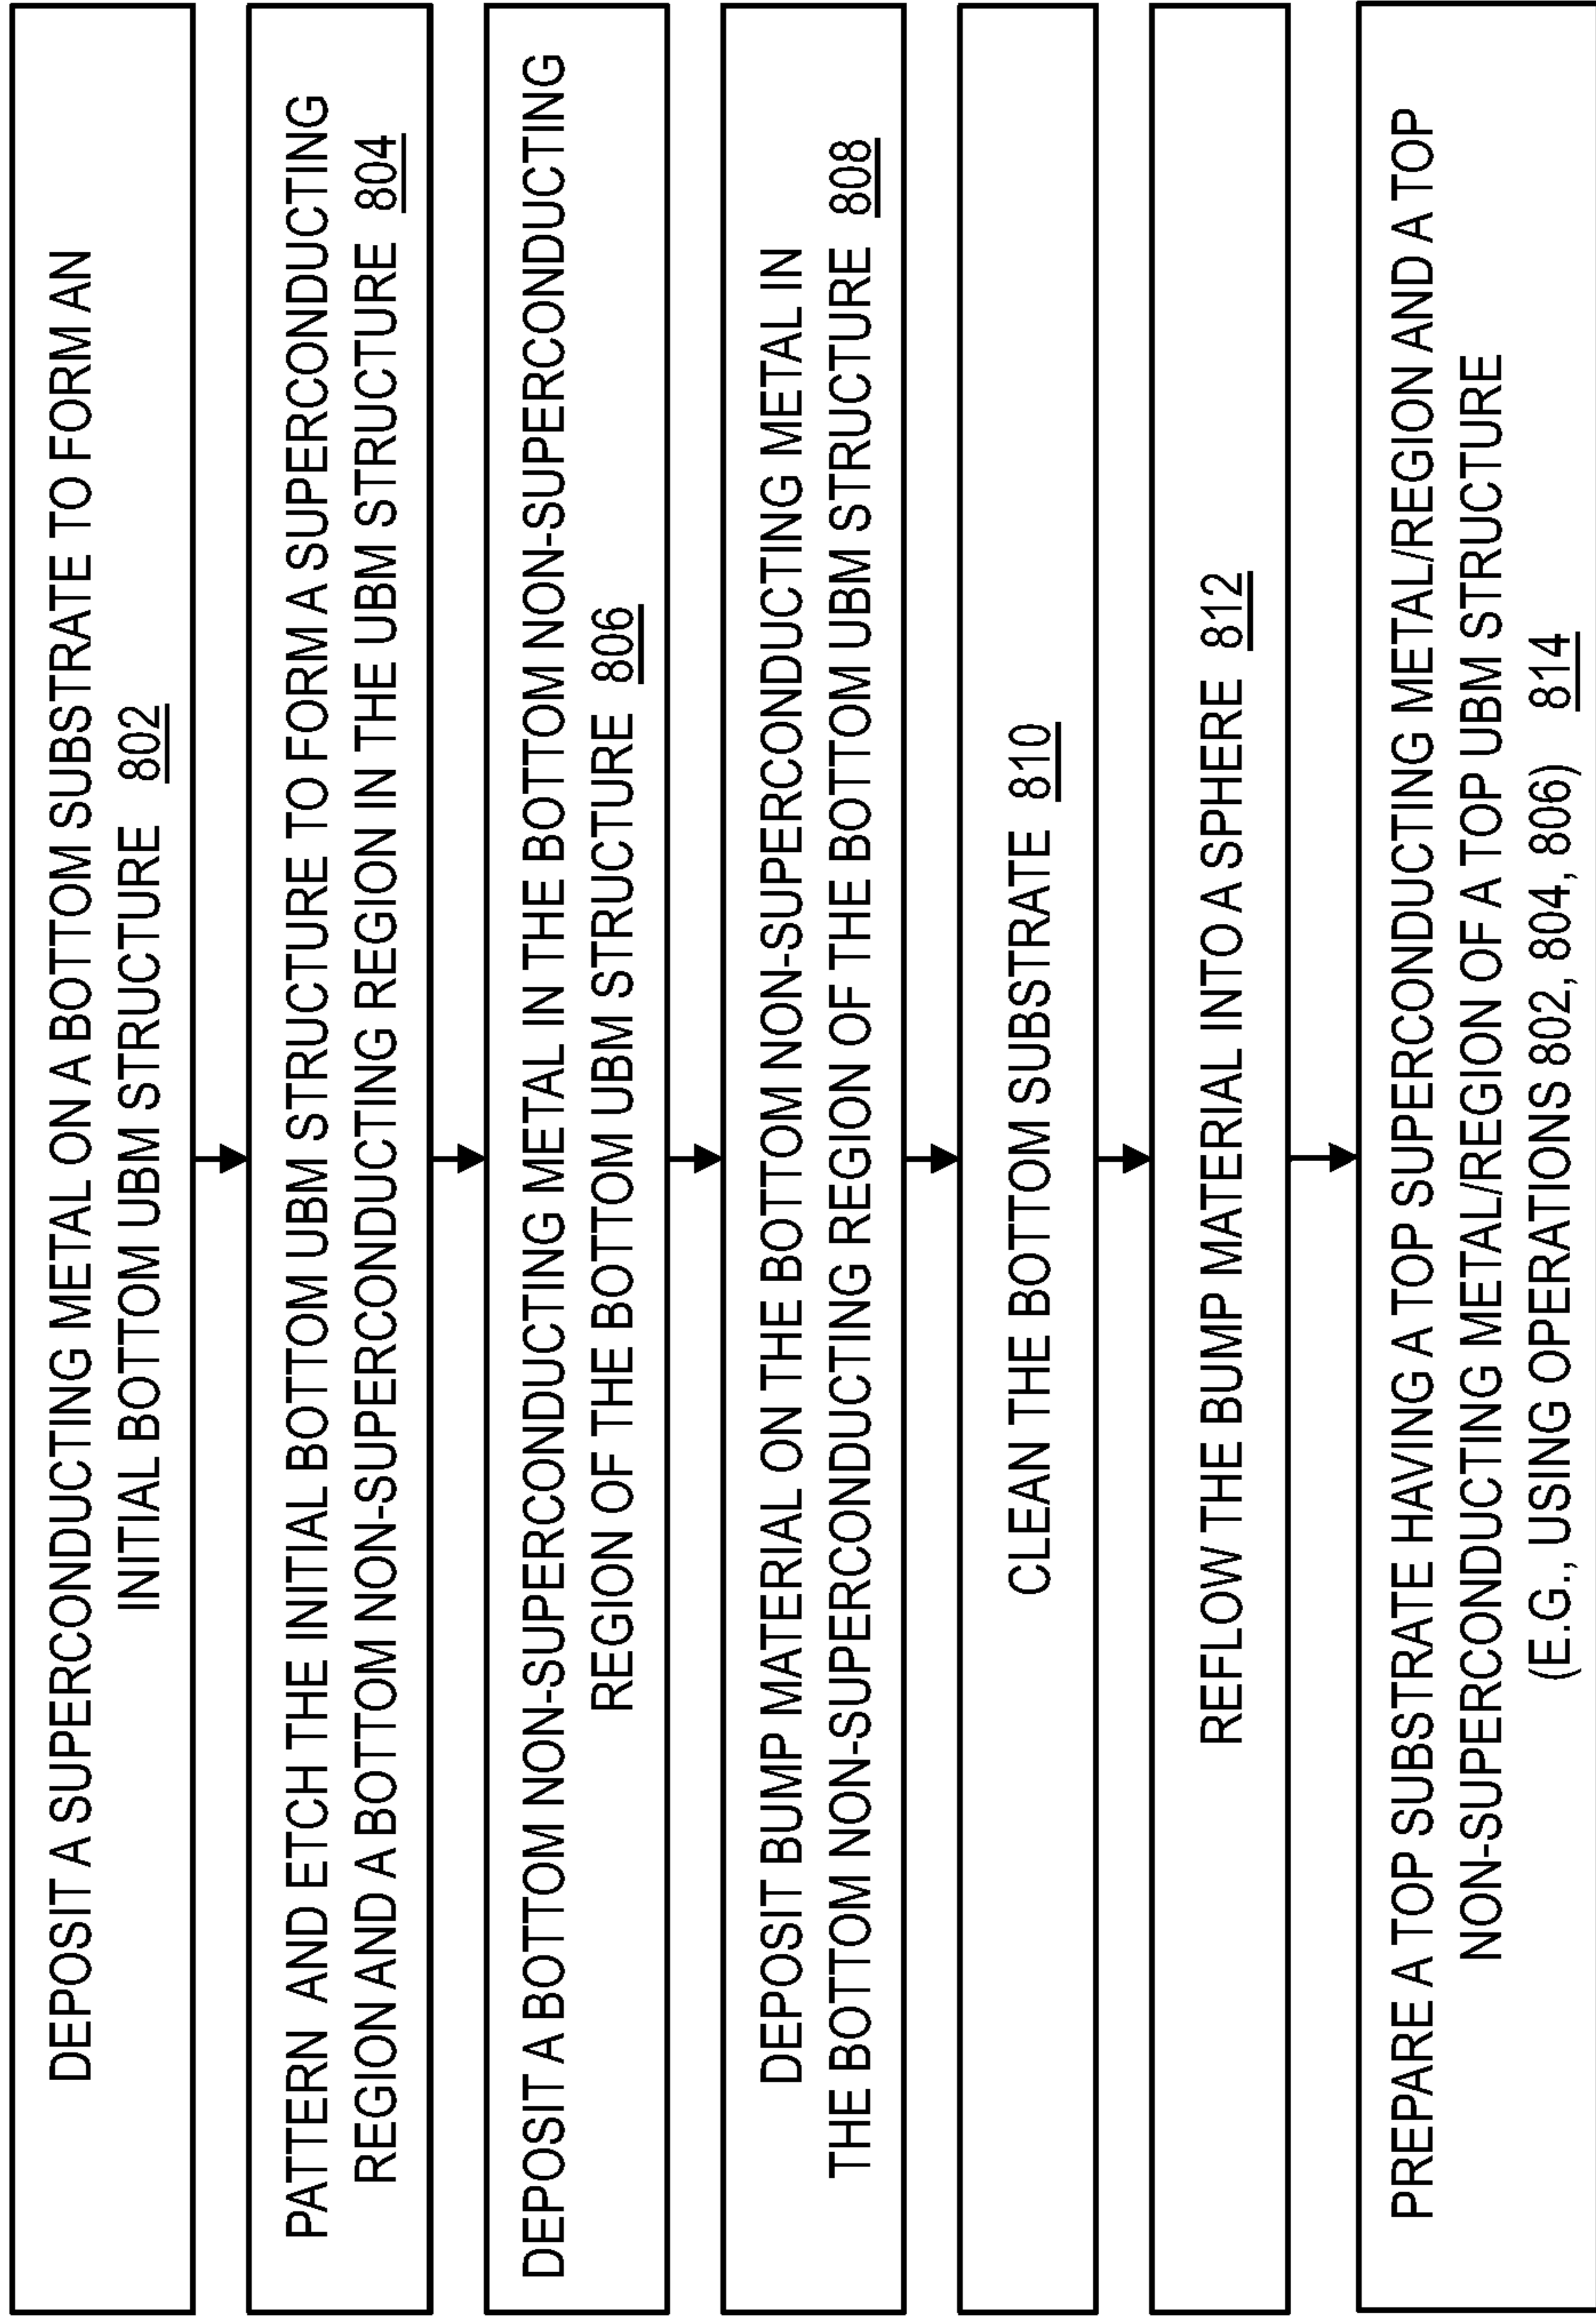 DEPOSIT A SUPERCONDUCTING METAL ON A BOTTOM SUBSTRATE TO FORM AN
INITIAL BOTTOM UBM STRUCTURE 802
PATTERN AND ETCH THE INITIAL BOTTOM UBM STRUCTURE TO FORM A SUPERCONDUCTING
REGION AND A BOTTOM NON-SUPERCONDUCTING REGION IN THE UBM STRUCTURE 804
DEPOSIT A BOTTOM NON-SUPERCONDUCTING METAL IN THE BOTTOM NON-SUPERCONDUCTING
REGION OF THE BOTTOM UBM STRUCTURE 806
DEPOSIT BUMP MATERIAL ON THE BOTTOM NON-SUPERCONDUCTING METAL IN
THE BOTTOM NON-SUPERCONDUCTING REGION OF THE BOTTOM UBM STRUCTURE 808
CLEAN THE BOTTOM SUBSTRATE 810
REFLOW THE BUMP MATERIAL INTO A SPHERE 812
PREPARE A TOP SUBSTRATE HAVING A TOP SUPERCONDUCTING METAL/REGION AND A TOP
NON-SUPERCONDUCTING METAL/REGION OF A TOP UBM STRUCTURE
(E.G., USING OPERATIONS 802, 804, 806) 814